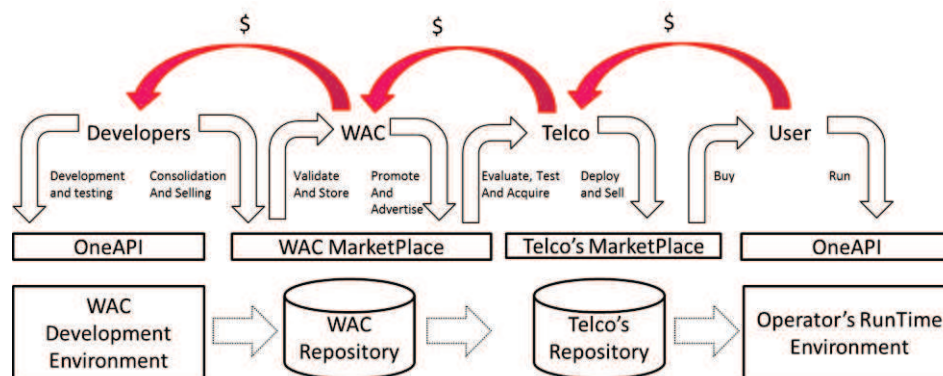 $
$
$
Developers
WAC
Telco
User
Development
and testing
Consolidation
And Selling
Validate
And Store
Promote
And
Advertise
Evaluate, Test
And Acquire
Deploy
and Sell
Buy
Run
OneAPI
WAC MarketPlace
Telco's MarketPlace
OneAPI
WAC
Development
Environment
WAC
Repository
Telco's
Repository
Operator's RunTime
Environment